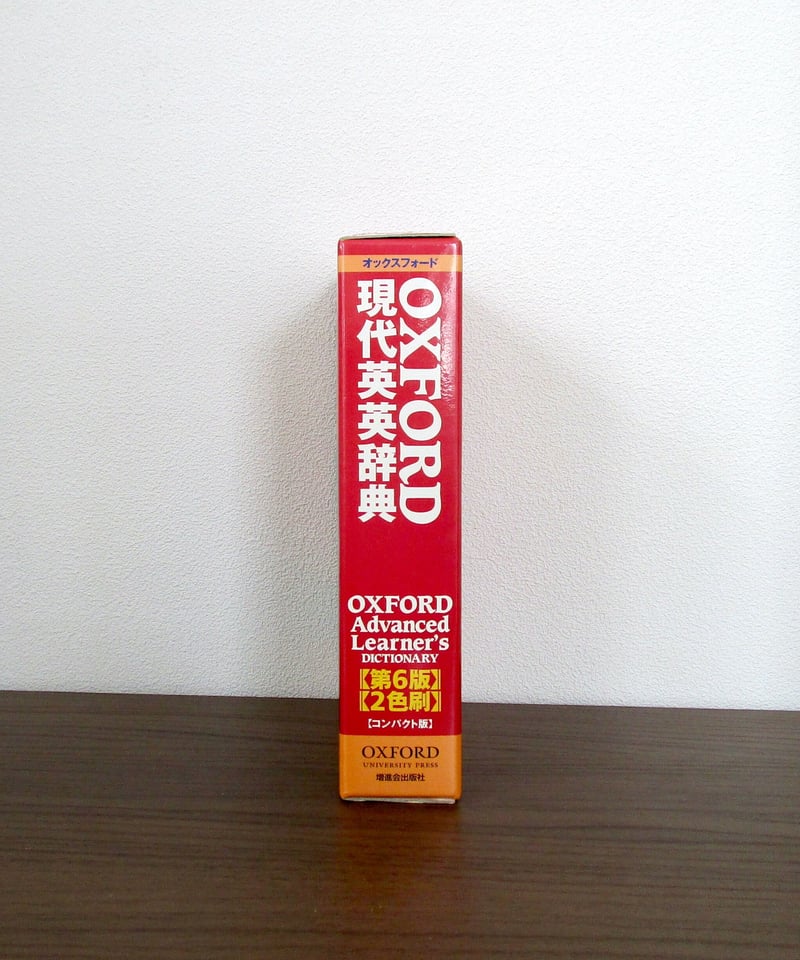 オックスフォード
OXFORD
現代英英辞典
OXFORD
Advanced
Learner's
DICTIONARY
【第6版】
【2色刷】
【コンパクト版】
OXFORD
UNIVERSITY PRESS
増進会出版社